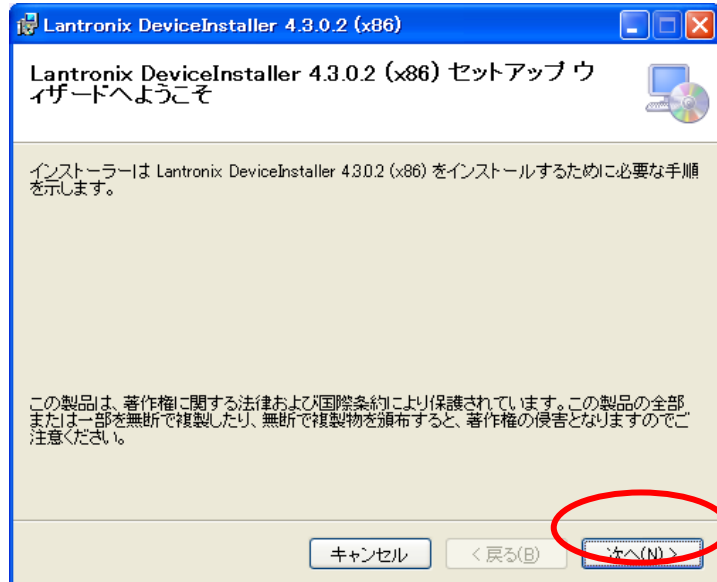 Lantronix DeviceInstaller 4.3.0.2 (x86)
Lantronix DeviceInstaller 4.3.0.2 (x86) セットアップ ウ
ィザードへようこそ
インストーラーは Lantronix DeviceInstaller 4.3.0.2 (x86) をインストールするために必要な手順
を示します。
この製品は、著作権に関する法律および国際条約により保護されています。この製品の全部
または一部を無断で複製したり、無断で複製物を頒布すると、著作権の侵害となりますのでご
注意ください。
キャンセル
< 戻る(B)
次へ(N) >